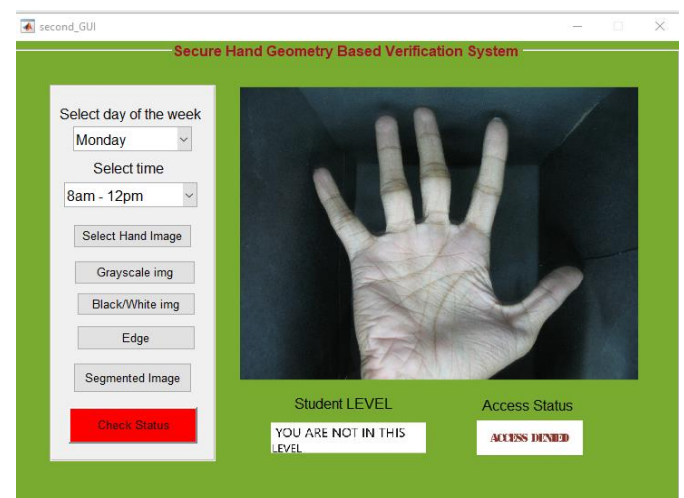 second_GUI
Secure Hand Geometry Based Verification System
Select day of the week
Monday
Select time
8am - 12pm
Select Hand Image
Grayscale img
Black/White img
Edge
Segmented Image
Check Status
Student LEVEL
YOU ARE NOT IN THIS
LEVEL
Access Status
ACCESS DENIED